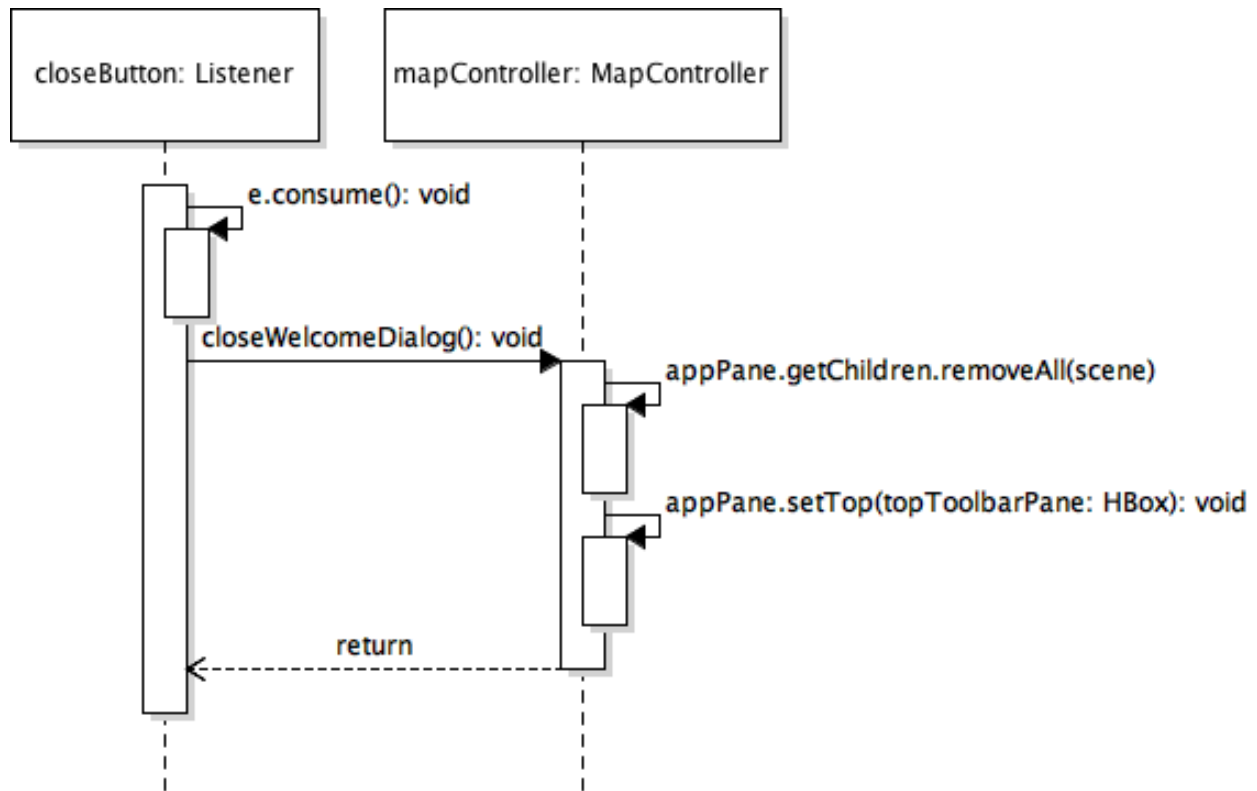 closeButton: Listener
mapController: MapController
e.consume(): void
closeWelcomeDialog(): void
appPane.getChildren.removeAll(scene)
appPane.setTop(topToolbarPane: HBox): void
return